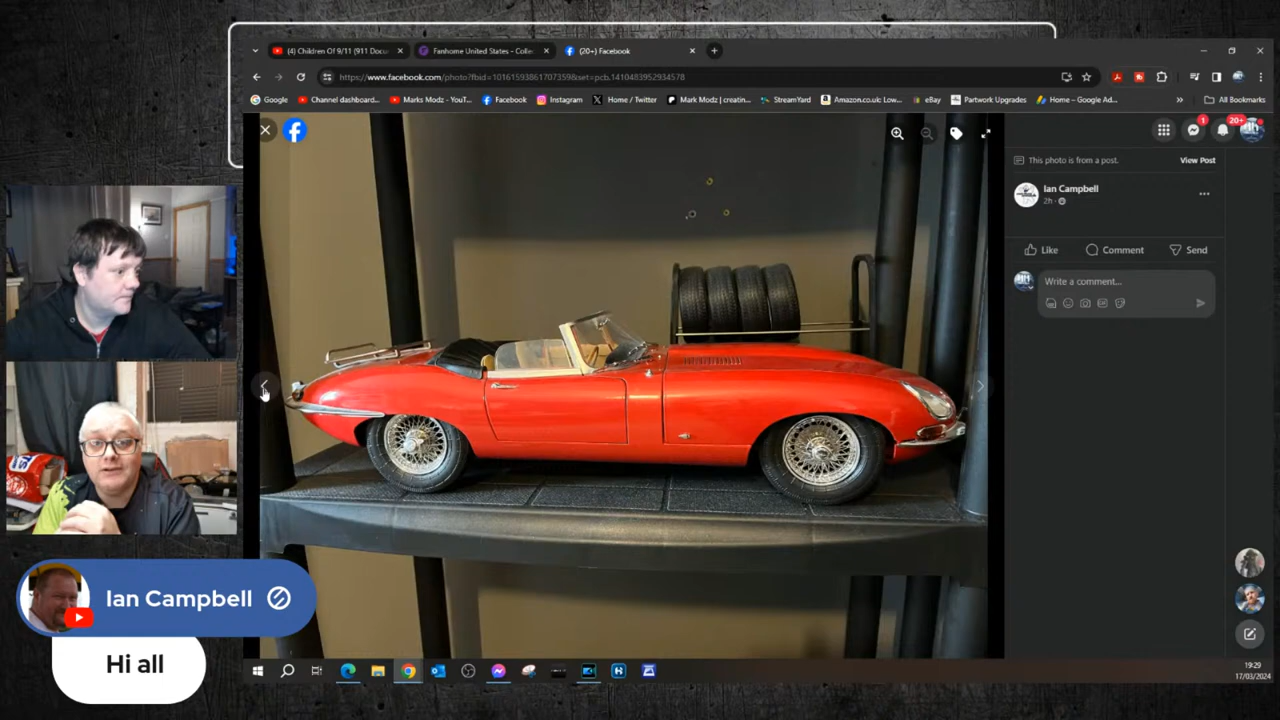 (4) Children Of 9/11 (911 Docu
Fanhome United States - Colle
(20+) Facebook
https://www.facebook.com/photo?fbid=10161593861707359&set=pcb.1410483952934578
Google
Channel dashboard...
Marks Modz - YouT...
Facebook
Instagram
Home / Twitter
Mark Modz | creatin...
StreamYard
Amazon.co.uk: Low...
eBay
Partwork Upgrades
Home – Google Ad...
All Bookmarks
1
20+
This photo is from a post.
View Post
Ian Campbell
2h
Like
Comment
Send
Write a comment...
Ian Campbell
Hi all
19:29
17/03/2024